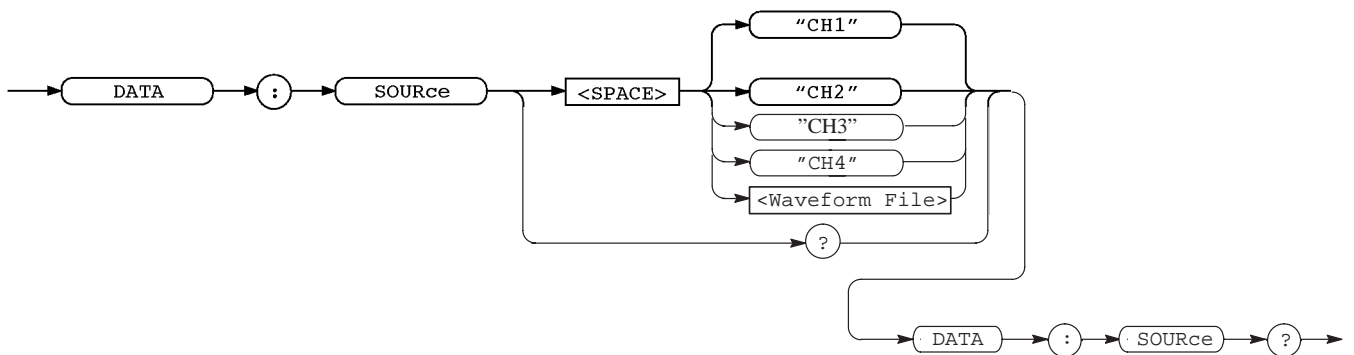 DATA : SOURce <SPACE> “CH1”
“CH2”
”CH3”
“CH4”
<Waveform File>
?
DATA : SOURce ?